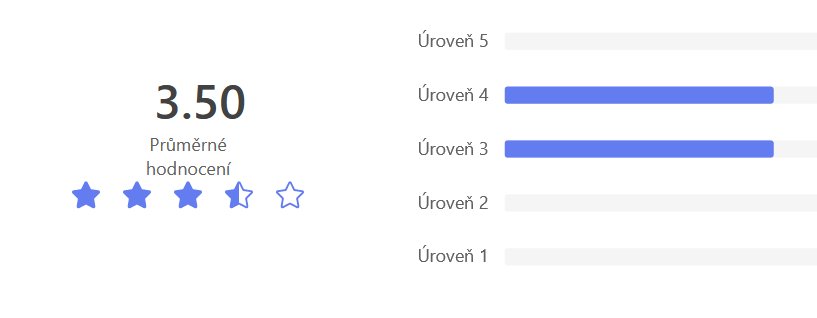 3.50
Průměrné
hodnocení
Úroveň 5
Úroveň 4
Úroveň 3
Úroveň 2
Úroveň 1